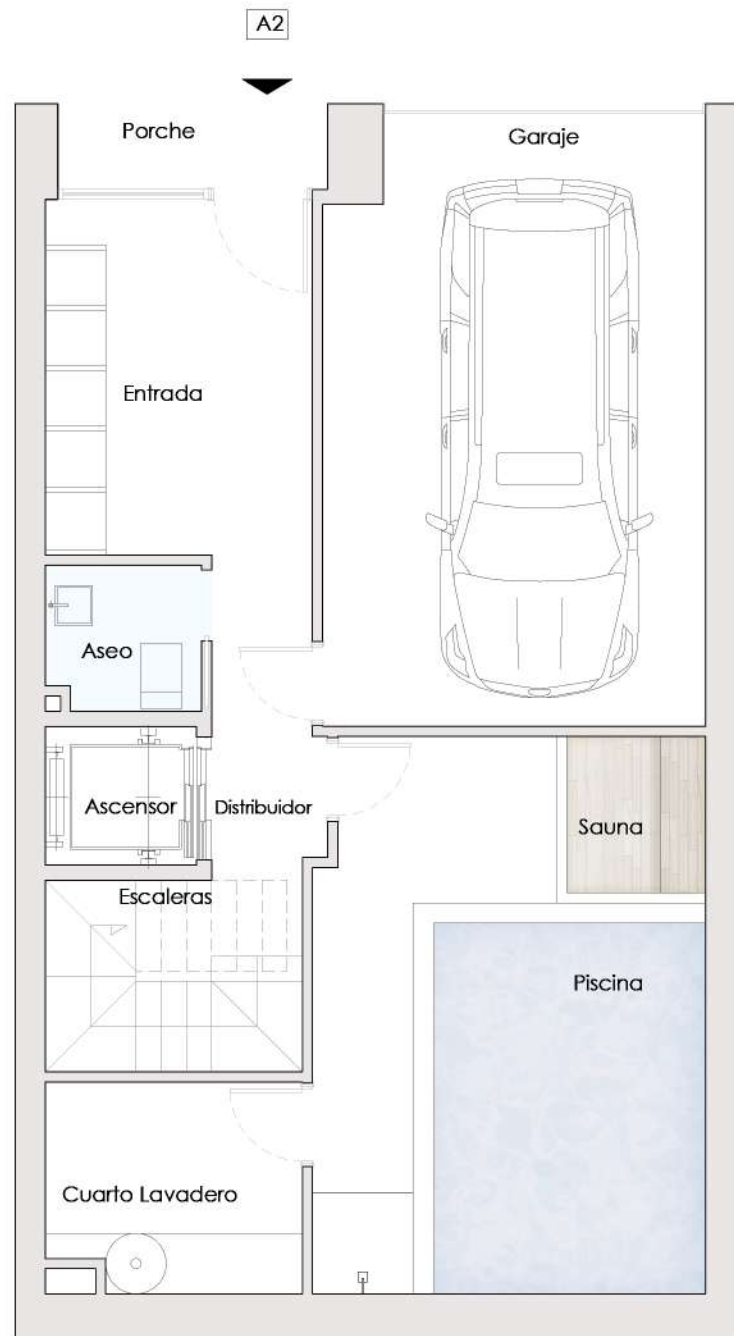 A2
Porche
Garaje
Entrada
Aseo
Ascensor
Distribuidor
Sauna
Escaleras
Piscina
Cuarto Lavadero